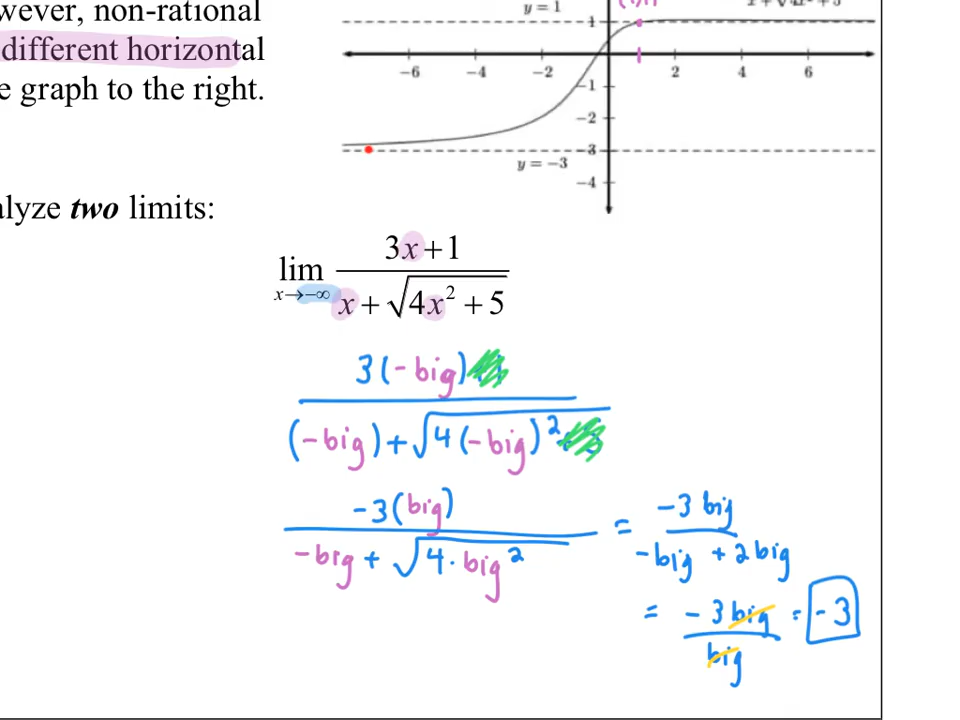 wever, non-rational
different horizontal
e graph to the right.
y = 1
1
-6 -4 -2 2 4 6
-1
-2
-3
y = -3
-4
alyze two limits:
lim x→-∞ (3x + 1) / (x + √(4x² + 5))
3(-big)
(-big) + √4(-big)²
-3(big)
-big + √4 · big²
= -3 big
-big + 2 big
= -3 big / big = -3